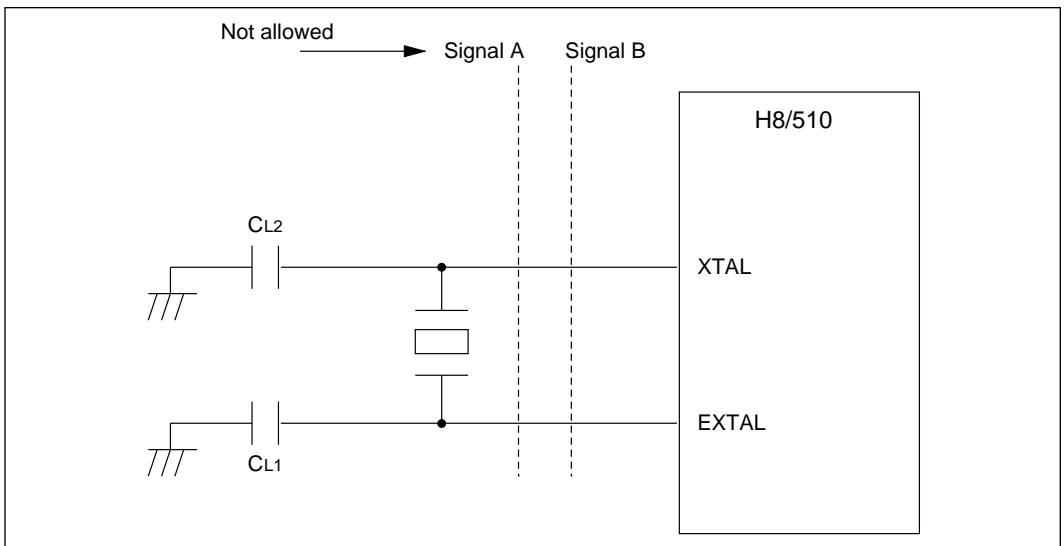 Not allowed
Signal A Signal B
H8/510
CL2
XTAL
EXTAL
CL1